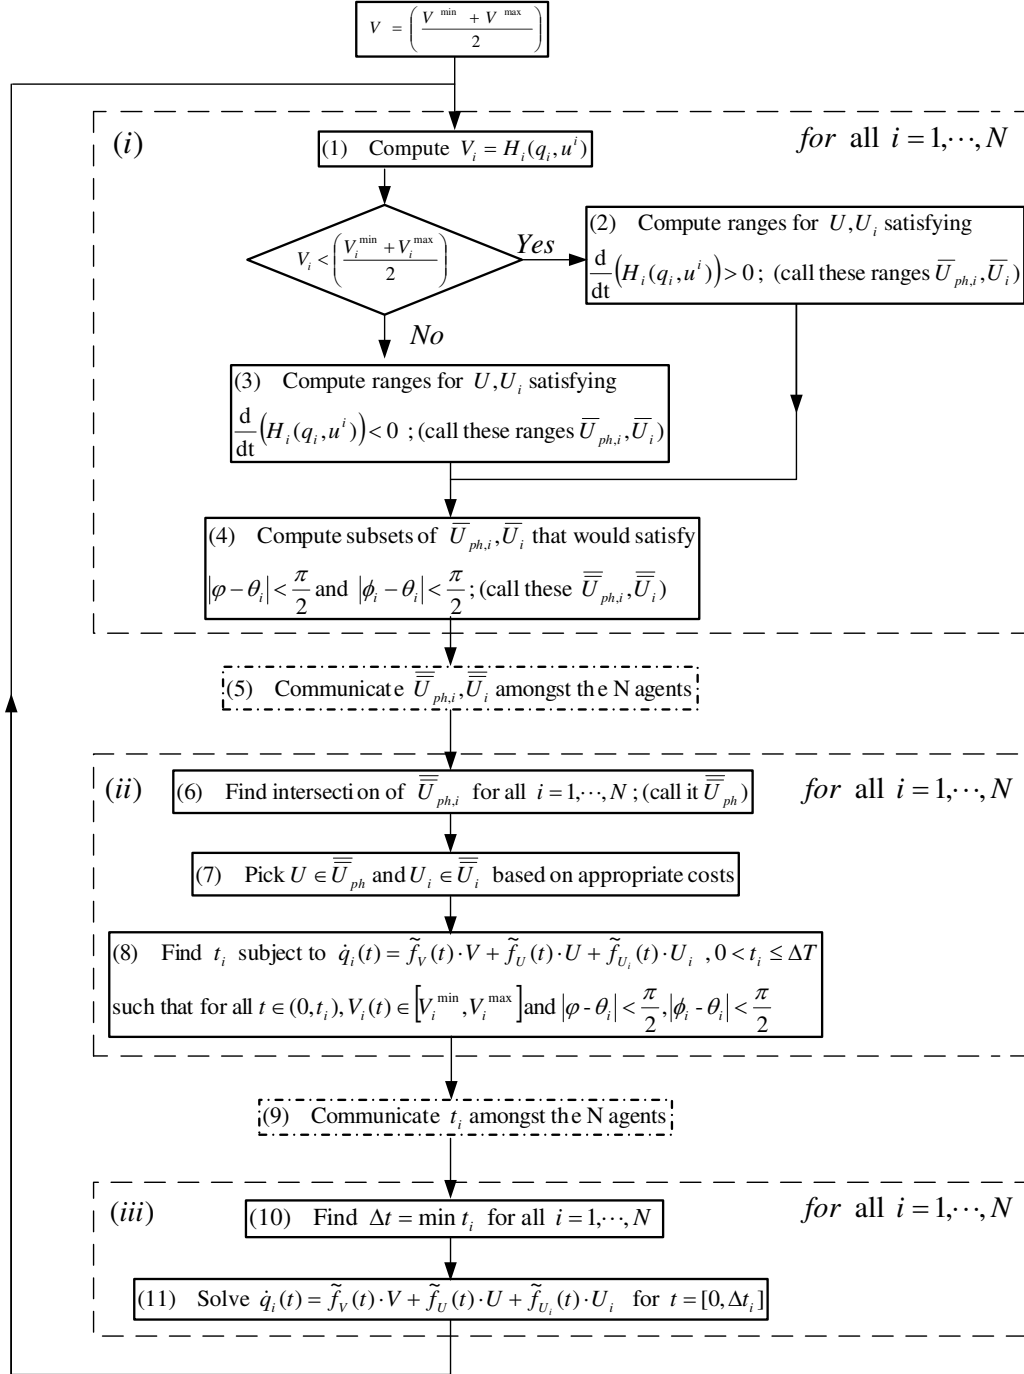 V = ( (V^min + V^max) / 2 )
(i)
for all i = 1,⋯,N
(1) Compute V_i = H_i(q_i, u^i)
V_i < ( (V_i^min + V_i^max) / 2 )
Yes
(2) Compute ranges for U, U_i satisfying
d/dt (H_i(q_i, u^i)) > 0 ; (call these ranges U̅_ph,i, U̅_i)
No
(3) Compute ranges for U, U_i satisfying
d/dt (H_i(q_i, u^i)) < 0 ; (call these ranges U̅_ph,i, U̅_i)
(4) Compute subsets of U̅_ph,i, U̅_i that would satisfy
|φ − θ_i| < π/2 and |ϕ_i − θ_i| < π/2 ; (call these U̿_ph,i, U̿_i)
(5) Communicate U̿_ph,i, U̿_i amongst the N agents
(ii)
for all i = 1,⋯,N
(6) Find intersection of U̿_ph,i for all i = 1,⋯,N ; (call it U̿_ph)
(7) Pick U ∈ U̿_ph and U_i ∈ U̿_i based on appropriate costs
(8) Find t_i subject to q̇_i(t) = f̃_V(t)·V + f̃_U(t)·U + f̃_U_i(t)·U_i , 0 < t_i ≤ ΔT
such that for all t ∈ (0, t_i), V_i(t) ∈ [V_i^min, V_i^max] and |φ - θ_i| < π/2, |ϕ_i - θ_i| < π/2
(9) Communicate t_i amongst the N agents
(iii)
for all i = 1,⋯,N
(10) Find Δt = min t_i for all i = 1,⋯,N
(11) Solve q̇_i(t) = f̃_V(t)·V + f̃_U(t)·U + f̃_U_i(t)·U_i for t = [0, Δt_i]